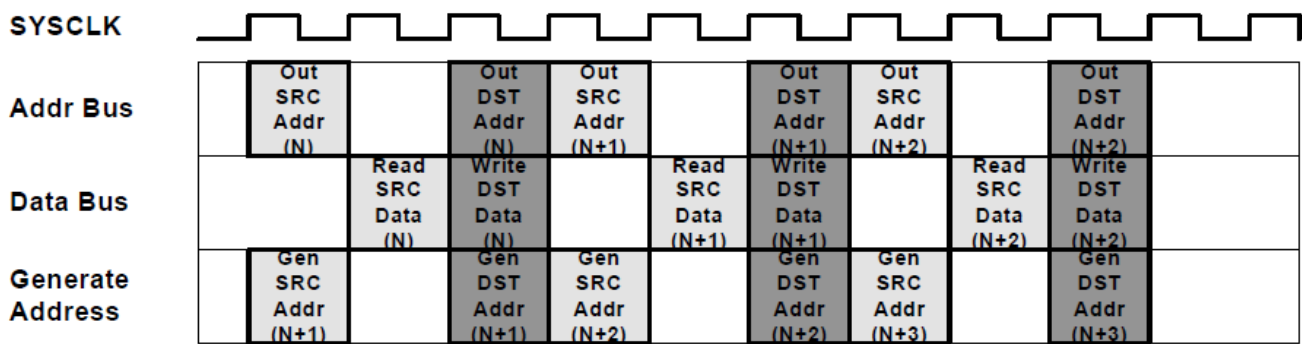 SYSCLK
Addr Bus
Out Out Out Out Out Out
SRC DST SRC DST SRC DST
Addr Addr Addr Addr Addr Addr
(N) (N) (N+1) (N+1) (N+2) (N+2)
Data Bus
Read Write Read Write Read Write
SRC DST SRC DST SRC DST
Data Data Data Data Data Data
(N) (N) (N+1) (N+1) (N+2) (N+2)
Generate
Address
Gen Gen Gen Gen Gen Gen
SRC DST SRC DST SRC DST
Addr Addr Addr Addr Addr Addr
(N+1) (N+1) (N+2) (N+2) (N+3) (N+3)